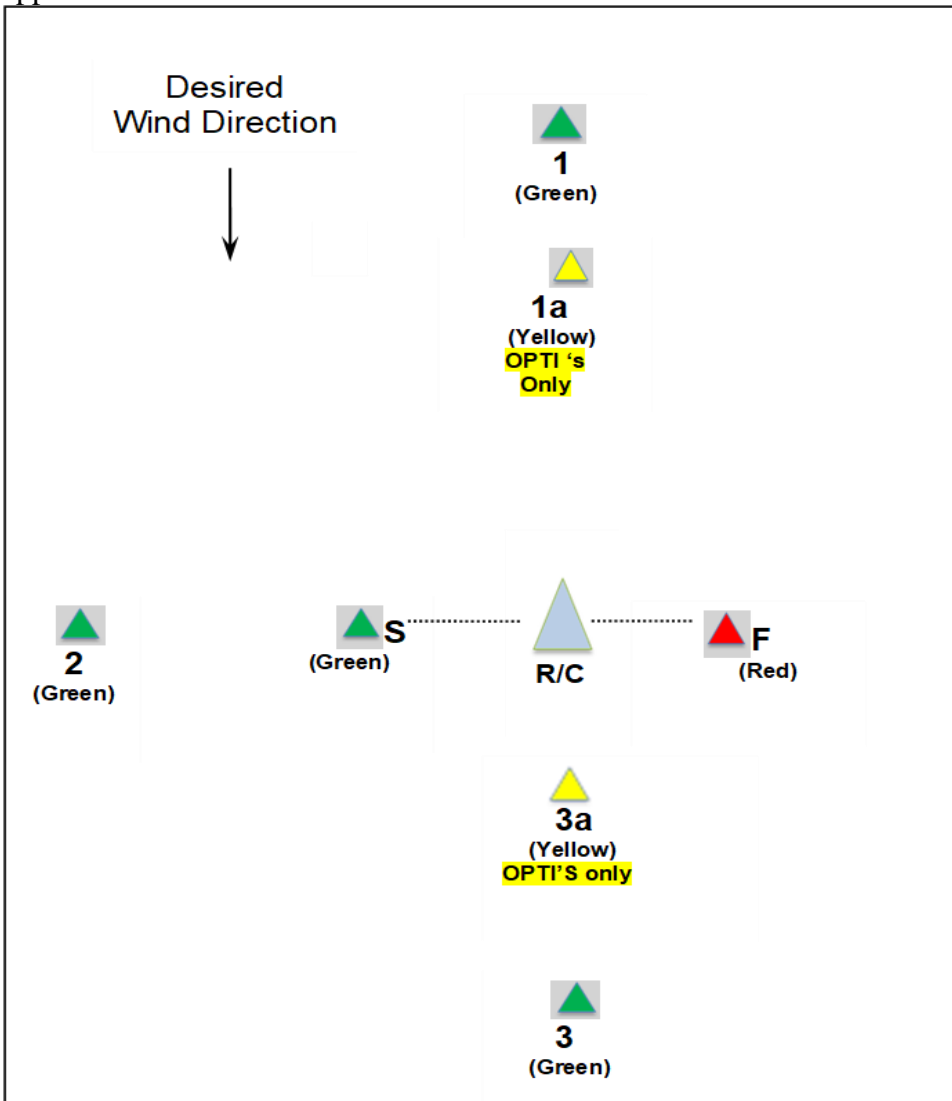 Desired
Wind Direction
1
(Green)
1a
(Yellow)
OPTI ‘s
Only
2
(Green)
S
(Green)
R/C
F
(Red)
3a
(Yellow)
OPTI’S only
3
(Green)